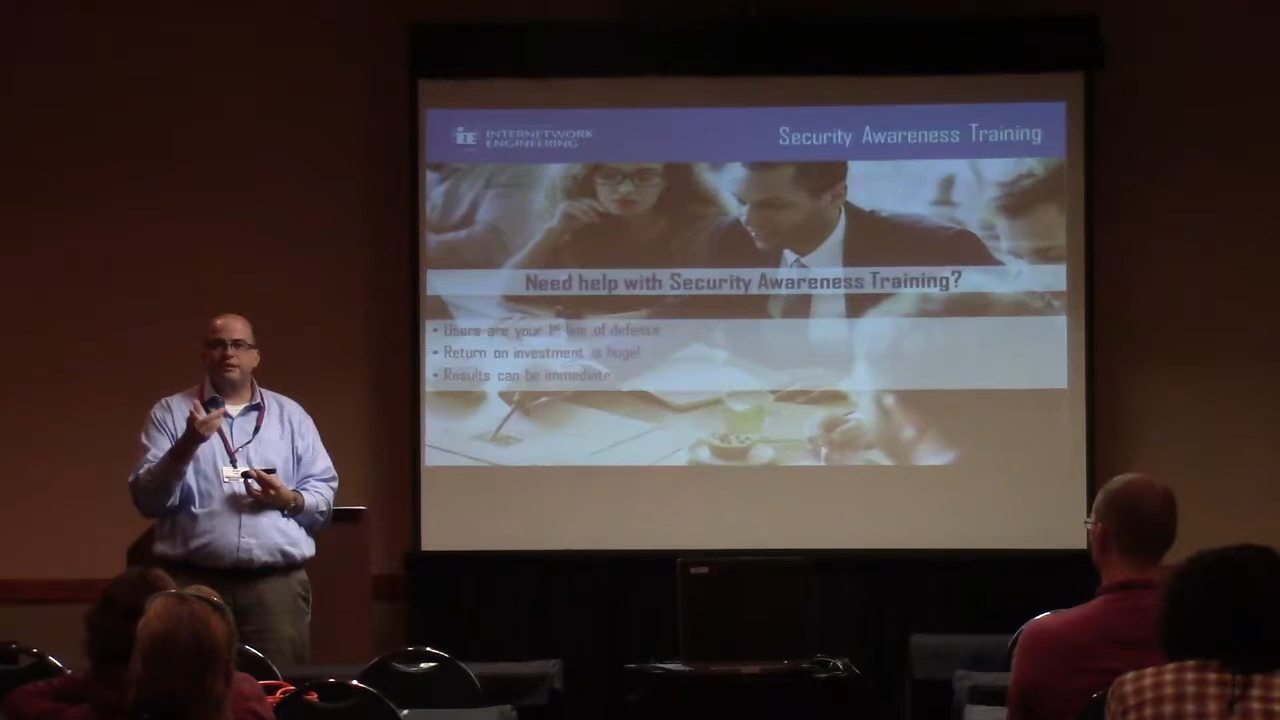 INTERNETWORK
ENGINEERING
Security Awareness Training
Need help with Security Awareness Training?
• Users are your 1st line of defense
• Return on investment is huge!
• Results can be immediate